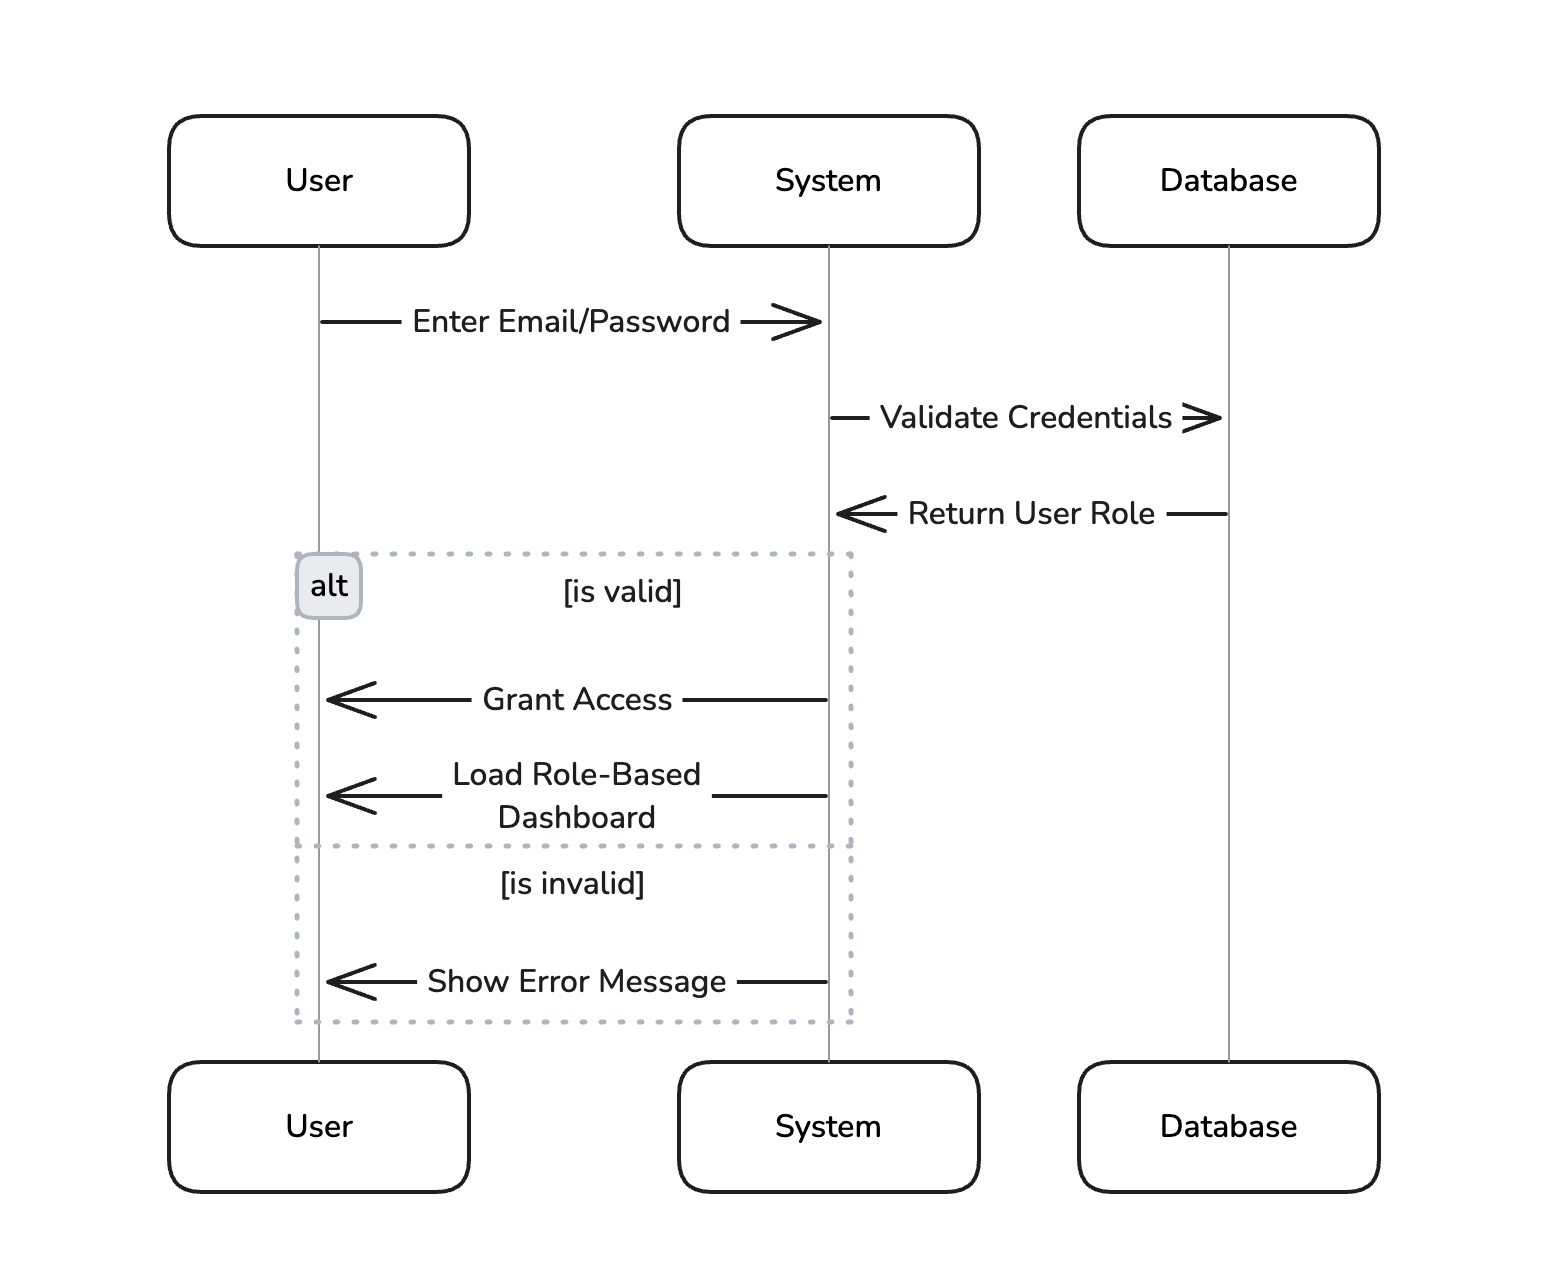 User
System
Database
Enter Email/Password
Validate Credentials
Return User Role
alt
[is valid]
Grant Access
Load Role-Based
Dashboard
[is invalid]
Show Error Message
User
System
Database